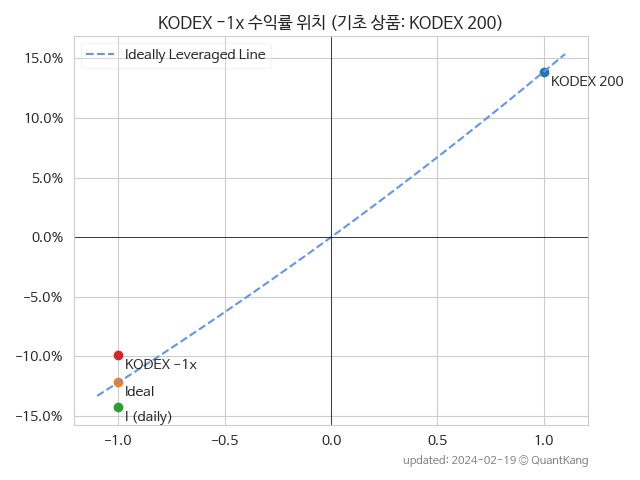 KODEX -1x 수익률 위치 (기초 상품: KODEX 200)
Ideally Leveraged Line
15.0%
KODEX 200
10.0%
5.0%
0.0%
-5.0%
-10.0%
KODEX -1x
Ideal
-15.0%
I (daily)
-1.0
-0.5
0.0
0.5
1.0
updated: 2024-02-19 © QuantKang